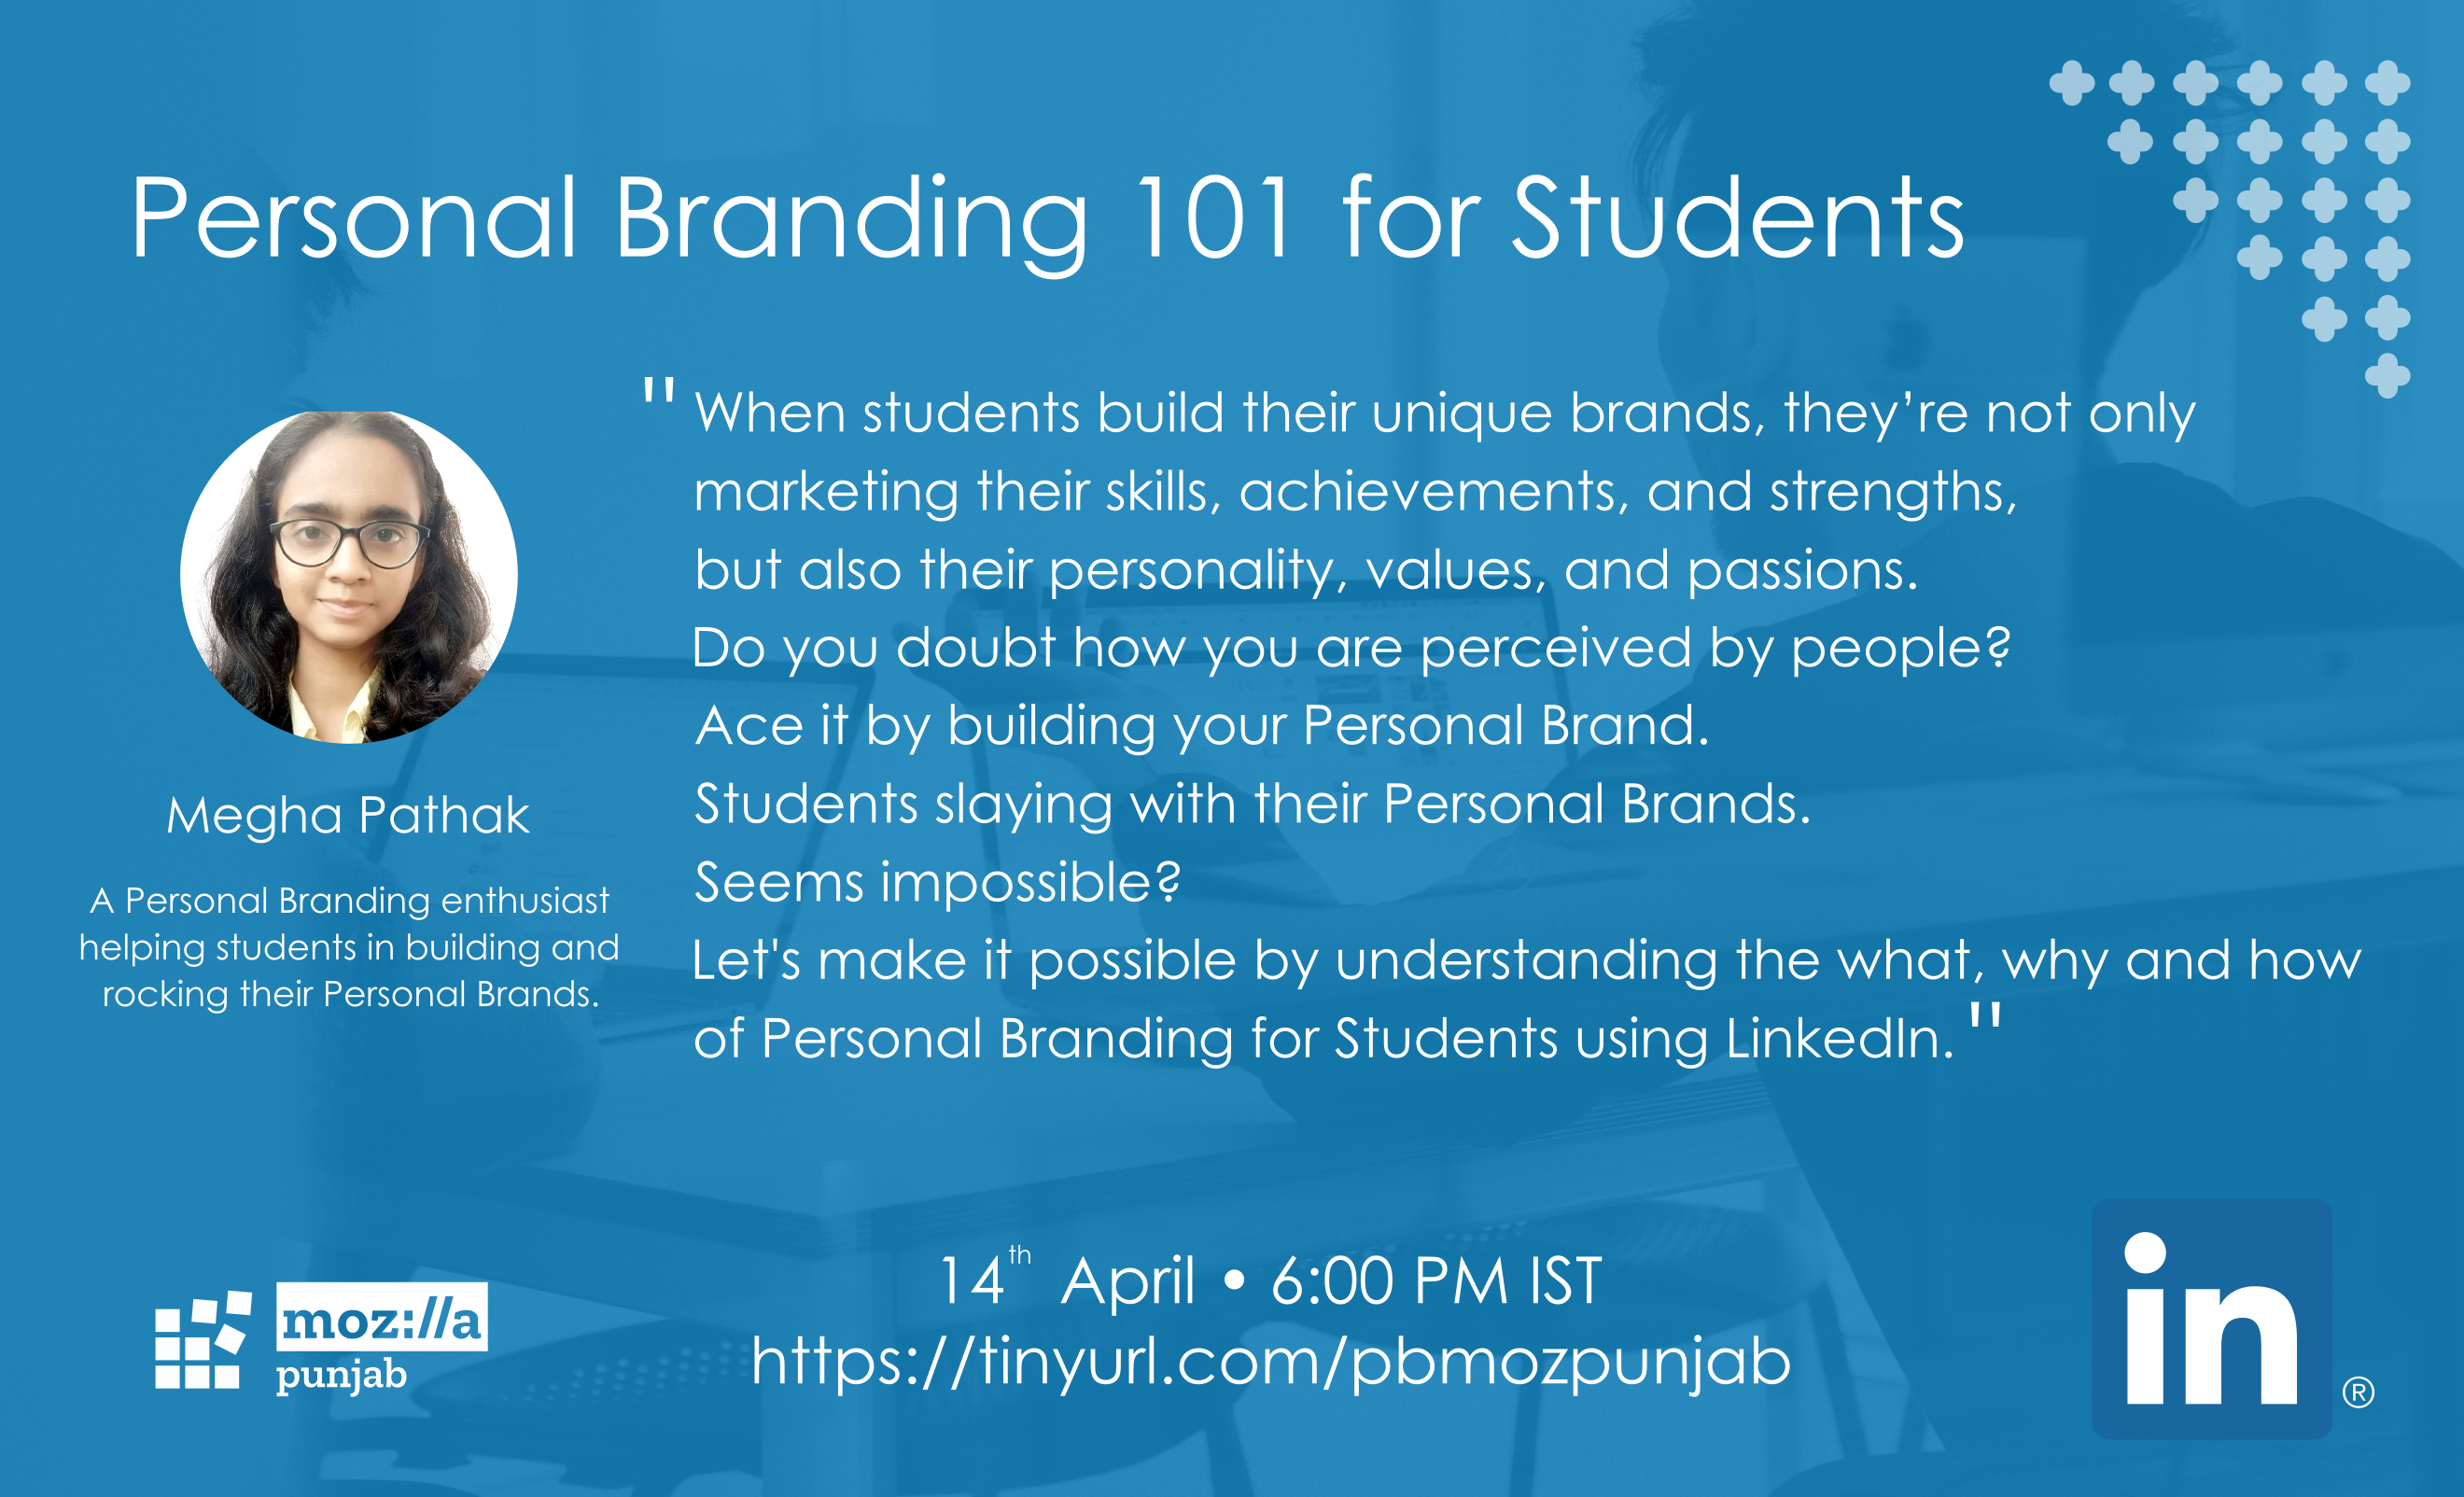 Personal Branding 101 for Students
" When students build their unique brands, they’re not only
marketing their skills, achievements, and strengths,
but also their personality, values, and passions.
Do you doubt how you are perceived by people?
Ace it by building your Personal Brand.
Students slaying with their Personal Brands.
Seems impossible?
Let's make it possible by understanding the what, why and how
of Personal Branding for Students using LinkedIn. "
Megha Pathak
A Personal Branding enthusiast
helping students in building and
rocking their Personal Brands.
14th April • 6:00 PM IST
https://tinyurl.com/pbmozpunjab
moz://a
punjab
in ®